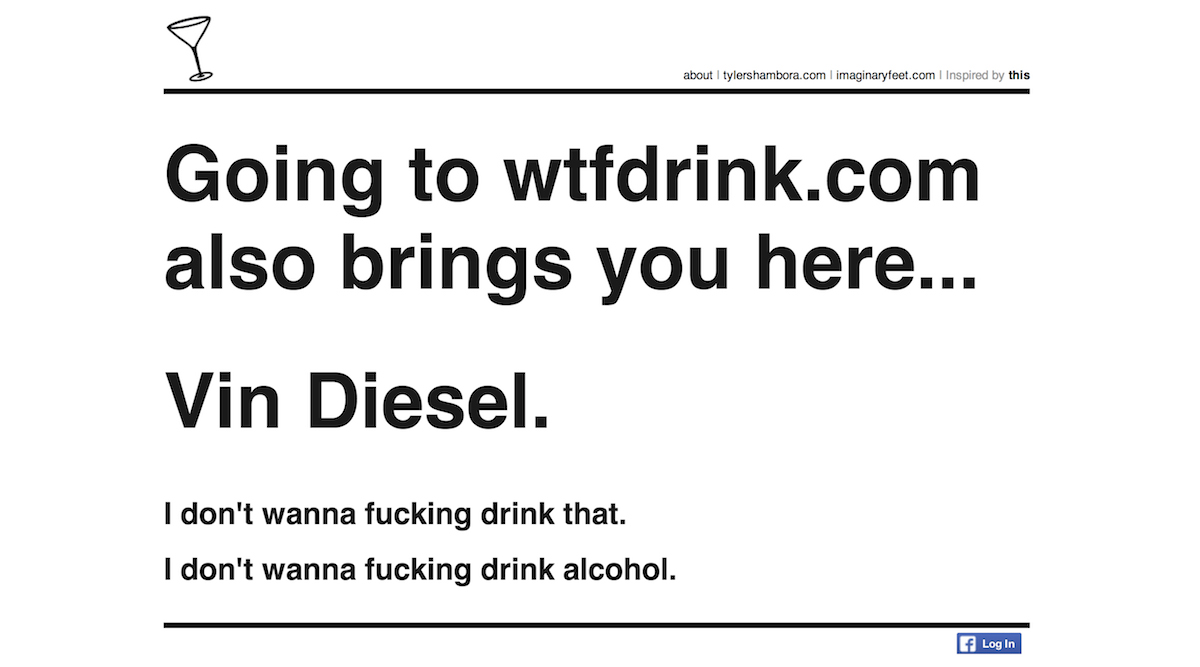 about | tylershambora.com | imaginaryfeet.com | Inspired by this
Going to wtfdrink.com
also brings you here...
Vin Diesel.
I don't wanna fucking drink that.
I don't wanna fucking drink alcohol.
Log In